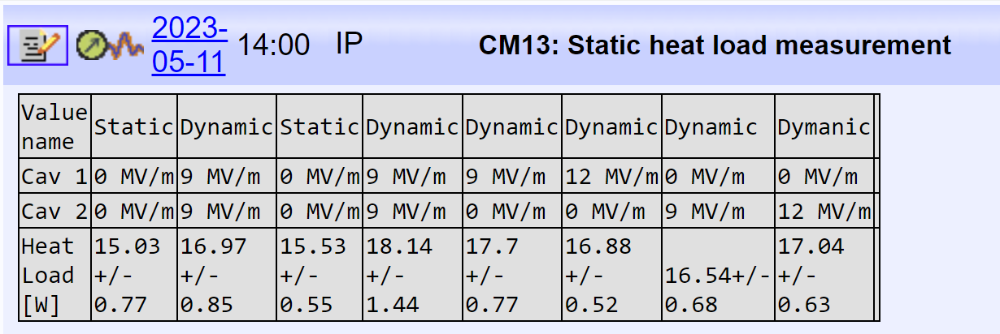 2023-05-11 14:00 IP CM13: Static heat load measurement
Value name Static Dynamic Static Dynamic Dynamic Dynamic Dynamic Dymanic
Cav 1 0 MV/m 9 MV/m 0 MV/m 9 MV/m 9 MV/m 12 MV/m 0 MV/m 0 MV/m
Cav 2 0 MV/m 9 MV/m 0 MV/m 9 MV/m 0 MV/m 0 MV/m 9 MV/m 12 MV/m
Heat Load [W] 15.03 +/- 0.77 16.97 +/- 0.85 15.53 +/- 0.55 18.14 +/- 1.44 17.7 +/- 0.77 16.88 +/- 0.52 16.54+/- 0.68 17.04 +/- 0.63